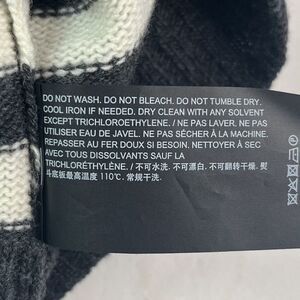 DO NOT WASH. DO NOT BLEACH. DO NOT TUMBLE DRY.
COOL IRON IF NEEDED. DRY CLEAN WITH ANY SOLVENT
EXCEPT TRICHLOROETHYLENE. / NE PAS LAVER. NE PAS
UTILISER EAU DE JAVEL. NE PAS SÉCHER À LA MACHINE.
REPASSER AU FER DOUX SI BESOIN. NETTOYER À SEC
AVEC TOUS DISSOLVANTS SAUF LA
TRICHLORÉTHYLÈNE. / 不可水洗. 不可漂白. 不可翻转干燥. 熨
斗底板最高温度 110℃. 常规干洗.